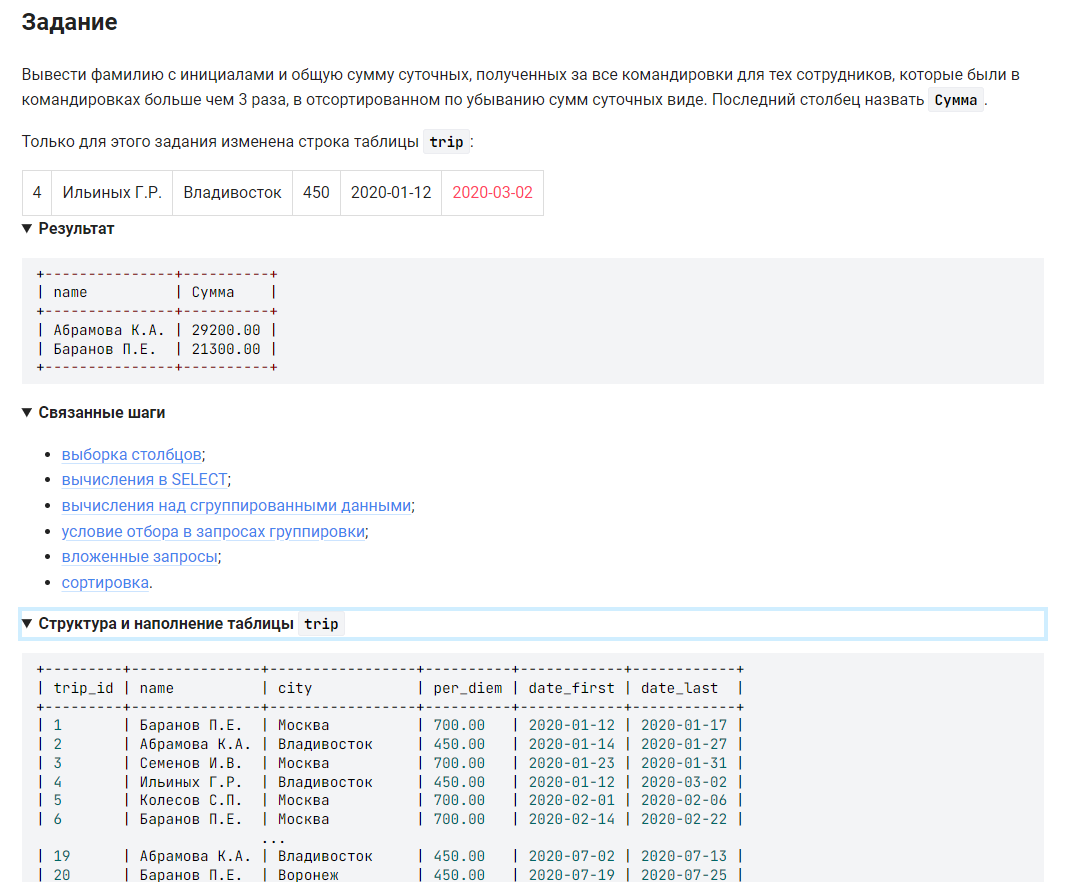 Задание
Вывести фамилию с инициалами и общую сумму суточных, полученных за все командировки для тех сотрудников, которые были в
командировках больше чем 3 раза, в отсортированном по убыванию сумм суточных виде. Последний столбец назвать Сумма.
Только для этого задания изменена строка таблицы trip:
4 Ильиных Г.Р. Владивосток 450 2020-01-12 2020-03-02
▼ Результат
+---------------+----------+
| name          | Сумма    |
+---------------+----------+
| Абрамова К.А. | 29200.00 |
| Баранов П.Е.  | 21300.00 |
+---------------+----------+
▼ Связанные шаги
• выборка столбцов;
• вычисления в SELECT;
• вычисления над сгруппированными данными;
• условие отбора в запросах группировки;
• вложенные запросы;
• сортировка.
▼ Структура и наполнение таблицы trip
+---------+---------------+-----------------+----------+------------+------------+
| trip_id | name          | city            | per_diem | date_first | date_last  |
+---------+---------------+-----------------+----------+------------+------------+
| 1       | Баранов П.Е.  | Москва          | 700.00   | 2020-01-12 | 2020-01-17 |
| 2       | Абрамова К.А. | Владивосток     | 450.00   | 2020-01-14 | 2020-01-27 |
| 3       | Семенов И.В.  | Москва          | 700.00   | 2020-01-23 | 2020-01-31 |
| 4       | Ильиных Г.Р.  | Владивосток     | 450.00   | 2020-01-12 | 2020-03-02 |
| 5       | Колесов С.П.  | Москва          | 700.00   | 2020-02-01 | 2020-02-06 |
| 6       | Баранов П.Е.  | Москва          | 700.00   | 2020-02-14 | 2020-02-22 |
...
| 19      | Абрамова К.А. | Владивосток     | 450.00   | 2020-07-02 | 2020-07-13 |
| 20      | Баранов П.Е.  | Воронеж         | 450.00   | 2020-07-19 | 2020-07-25 |